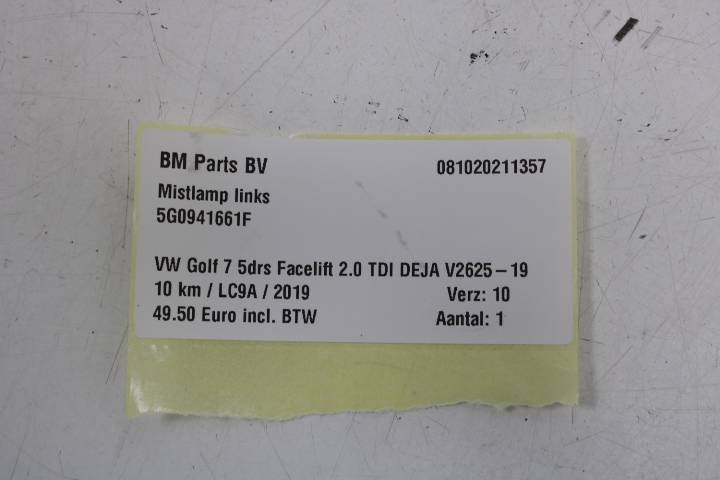 BM Parts BV 081020211357
Mistlamp links
5G0941661F
VW Golf 7 5drs Facelift 2.0 TDI DEJA V2625-19
10 km / LC9A / 2019 Verz: 10
49.50 Euro incl. BTW Aantal: 1